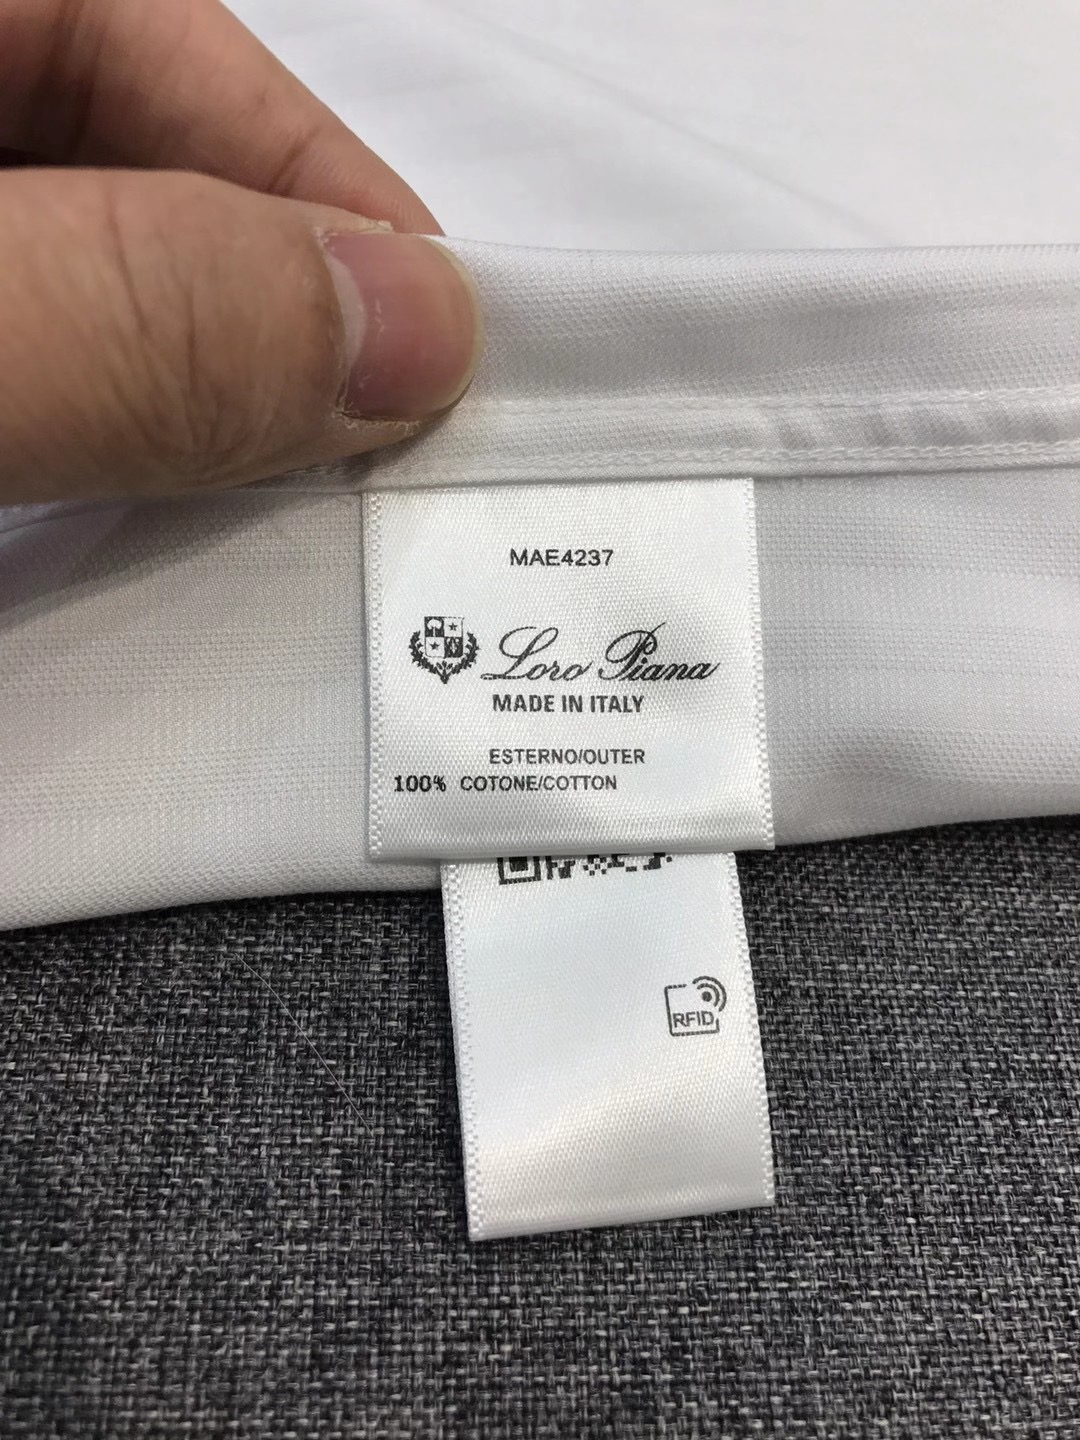 MAE4237
Loro Piana
MADE IN ITALY
ESTERNO/OUTER
100% COTONE/COTTON
RFID